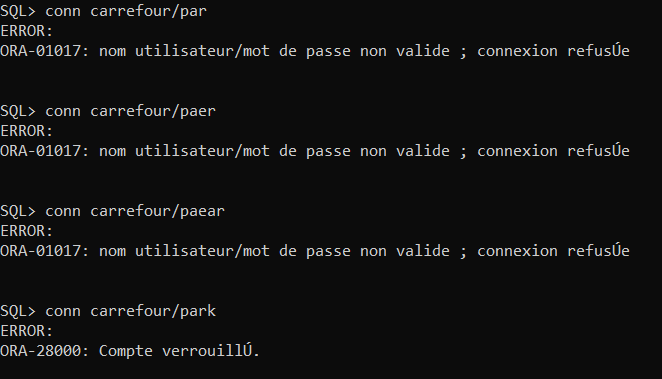 SQL> conn carrefour/par
ERROR:
ORA-01017: nom utilisateur/mot de passe non valide ; connexion refusÚe
SQL> conn carrefour/paer
ERROR:
ORA-01017: nom utilisateur/mot de passe non valide ; connexion refusÚe
SQL> conn carrefour/paear
ERROR:
ORA-01017: nom utilisateur/mot de passe non valide ; connexion refusÚe
SQL> conn carrefour/park
ERROR:
ORA-28000: Compte verrouillÚ.